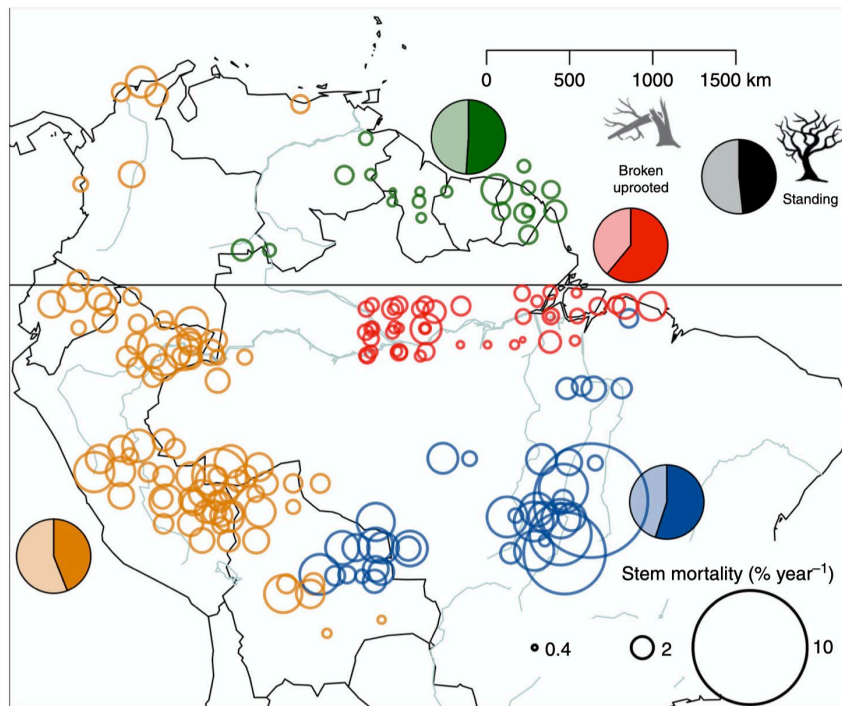 0 500 1000 1500 km
Broken
uprooted
Standing
Stem mortality (% year⁻¹)
0.4 2 10